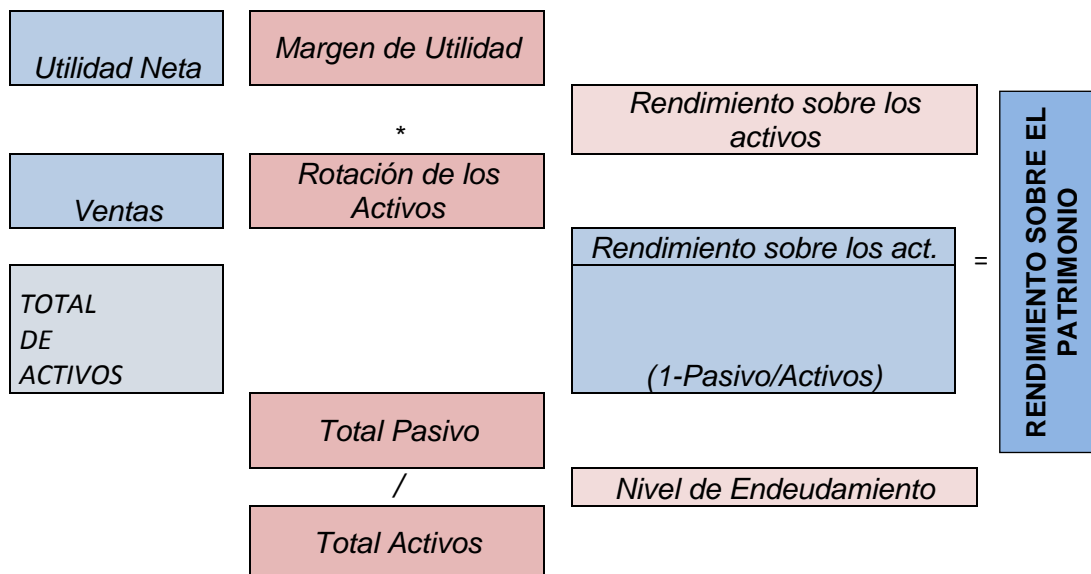 Utilidad Neta
Margen de Utilidad
*
Rendimiento sobre los
activos
Ventas
Rotación de los
Activos
Rendimiento sobre los act.
(1-Pasivo/Activos)
=
RENDIMIENTO SOBRE EL
PATRIMONIO
TOTAL
DE
ACTIVOS
Total Pasivo
/
Total Activos
Nivel de Endeudamiento